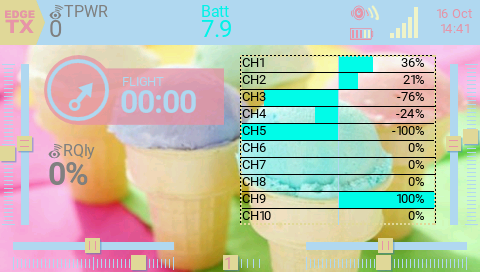 EDGE
TX
TPWR
0
Batt
7.9
16 Oct
14:41
FLIGHT
00:00
RQly
0%
CH1 36%
CH2 21%
CH3 -76%
CH4 -24%
CH5 -100%
CH6 0%
CH7 0%
CH8 0%
CH9 100%
CH10 0%
1